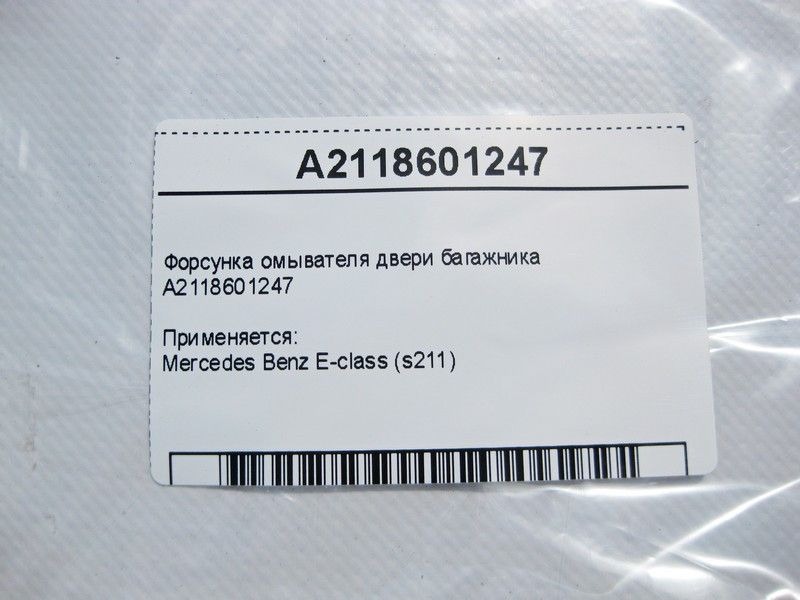 A2118601247
Форсунка омывателя двери багажника
A2118601247
Применяется:
Mercedes Benz E-class (s211)